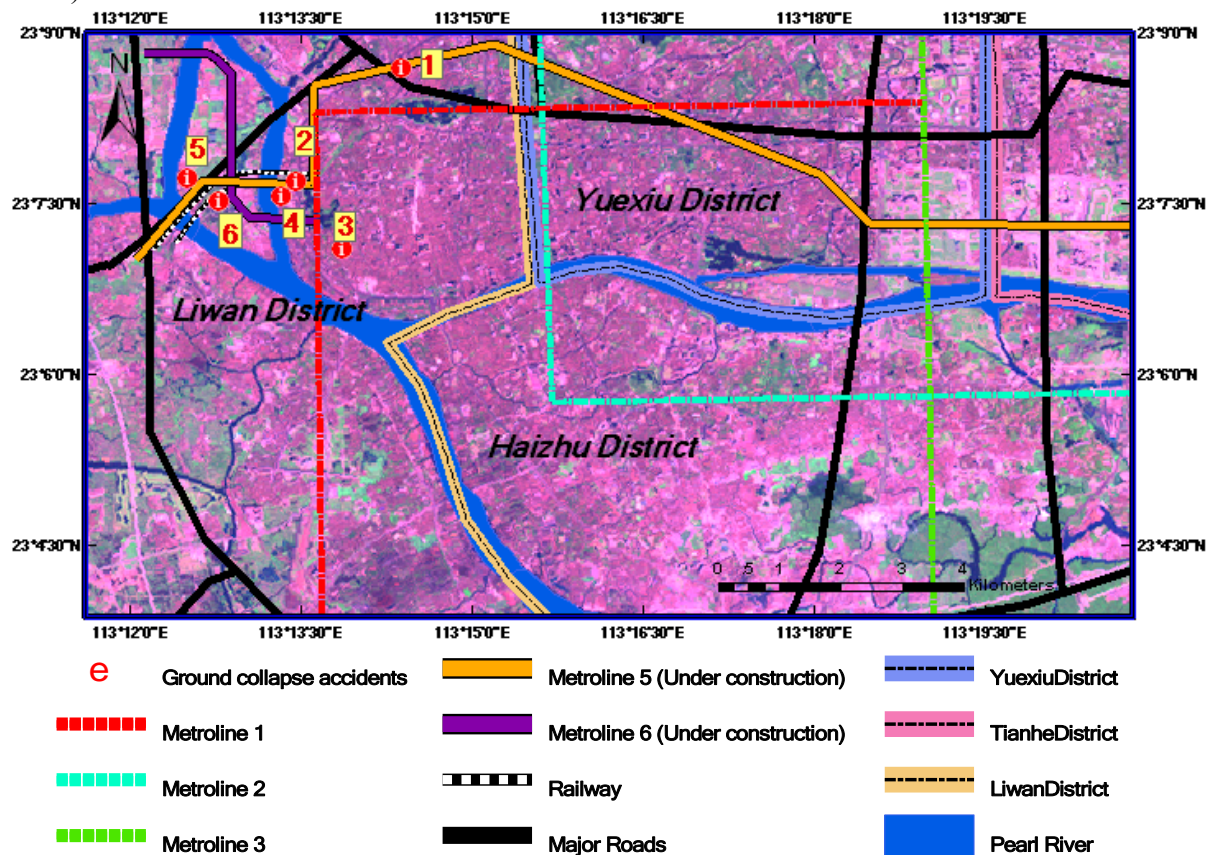 113°12'0"E 113°13'30"E 113°15'0"E 113°16'30"E 113°18'0"E 113°19'30"E
23°9'0"N 23°9'0"N
N
1
5 2
23°7'30"N Yuexiu District 23°7'30"N
6 4 3
Liwan District
23°6'0"N 23°6'0"N
Haizhu District
23°4'30"N 23°4'30"N
0 .5 1 2 3 4
Kilometers
113°12'0"E 113°13'30"E 113°15'0"E 113°16'30"E 113°18'0"E 113°19'30"E
e Ground collapse accidents Metroline 5 (Under construction) YuexiuDistrict
Metroline 1 Metroline 6 (Under construction) TianheDistrict
Metroline 2 Railway LiwanDistrict
Metroline 3 Major Roads Pearl River